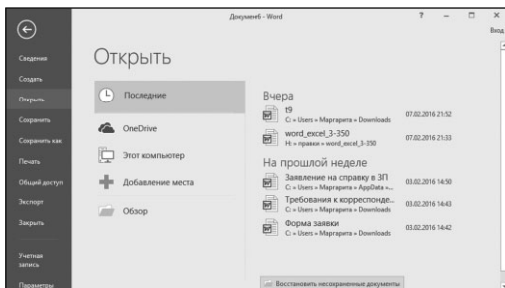 Документ6 - Word
?
Вход
Сведения
Создать
Открыть
Сохранить
Сохранить как
Печать
Общий доступ
Экспорт
Закрыть
Учетная
запись
Параметры
Открыть
Последние
OneDrive
Этот компьютер
Добавление места
Обзор
Вчера
t9
C: » Users » Маргарита » Downloads
07.02.2016 21:52
word_excel_3-350
H: » правки » word_excel_3-350
07.02.2016 21:33
На прошлой неделе
Заявление на справку в ЗП
C: » Users » Маргарита » AppData »...
03.02.2016 14:50
Требования к корреспонде...
C: » Users » Маргарита » Downloads
03.02.2016 14:43
Форма заявки
C: » Users » Маргарита » Downloads
03.02.2016 14:42
Восстановить несохраненные документы